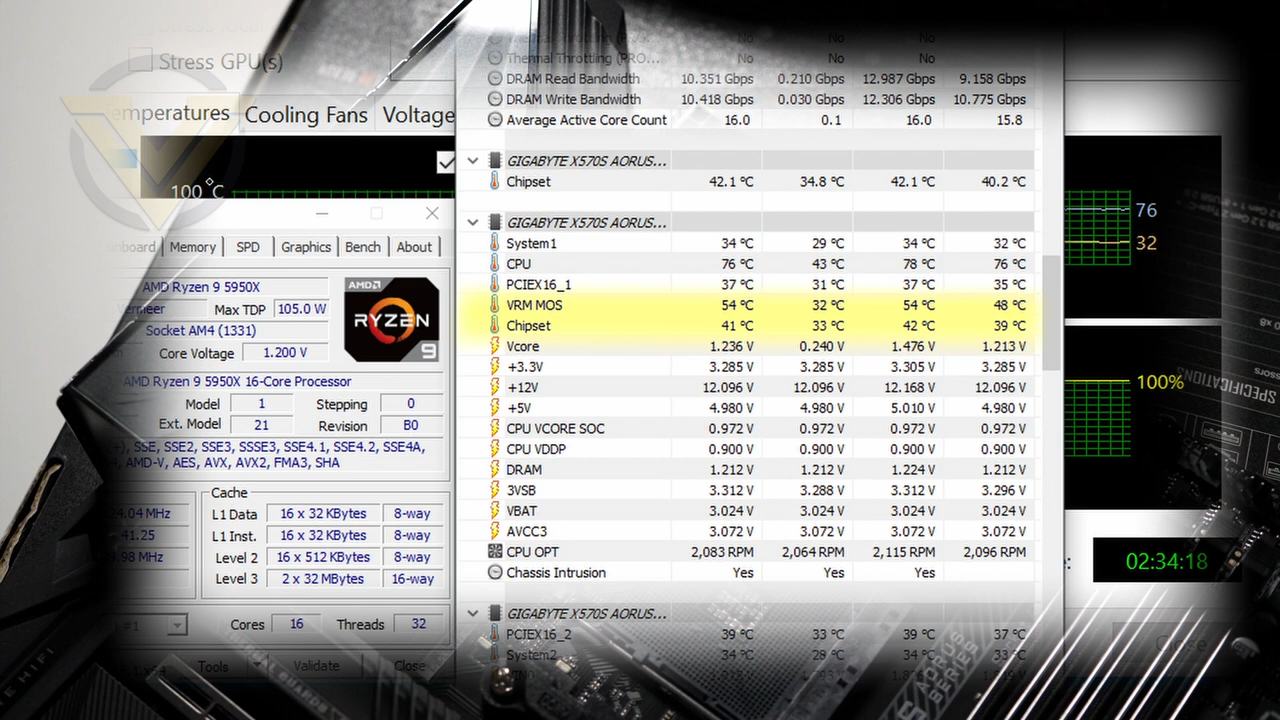 Stress GPU(s)
Temperatures Cooling Fans Voltage
100 °C
Memory SPD Graphics Bench About
AMD Ryzen 9 5950X
Max TDP 105.0 W
Socket AM4 (1331)
Core Voltage 1.200 V
AMD RYZEN 9
AMD Ryzen 9 5950X 16-Core Processor
Model 1 Stepping 0
Ext. Model 21 Revision B0
SSE, SSE2, SSE3, SSSE3, SSE4.1, SSE4.2, SSE4A,
AMD-V, AES, AVX, AVX2, FMA3, SHA
Cache
L1 Data 16 x 32 KBytes 8-way
L1 Inst. 16 x 32 KBytes 8-way
Level 2 16 x 512 KBytes 8-way
Level 3 2 x 32 MBytes 16-way
Cores 16 Threads 32
Tools Validate Close
No No No
Thermal Throttling (PRO... No No No
DRAM Read Bandwidth 10.351 Gbps 0.210 Gbps 12.987 Gbps 9.158 Gbps
DRAM Write Bandwidth 10.418 Gbps 0.030 Gbps 12.306 Gbps 10.775 Gbps
Average Active Core Count 16.0 0.1 16.0 15.8
GIGABYTE X570S AORUS...
Chipset 42.1 °C 34.8 °C 42.1 °C 40.2 °C
GIGABYTE X570S AORUS...
System1 34 °C 29 °C 34 °C 32 °C
CPU 76 °C 43 °C 78 °C 76 °C
PCIEX16_1 37 °C 31 °C 37 °C 35 °C
VRM MOS 54 °C 32 °C 54 °C 48 °C
Chipset 41 °C 33 °C 42 °C 39 °C
Vcore 1.236 V 0.240 V 1.476 V 1.213 V
+3.3V 3.285 V 3.285 V 3.305 V 3.285 V
+12V 12.096 V 12.096 V 12.168 V 12.096 V
+5V 4.980 V 4.980 V 5.010 V 4.980 V
CPU VCORE SOC 0.972 V 0.972 V 0.972 V 0.972 V
CPU VDDP 0.900 V 0.900 V 0.900 V 0.900 V
DRAM 1.212 V 1.212 V 1.224 V 1.212 V
3VSB 3.312 V 3.288 V 3.312 V 3.296 V
VBAT 3.024 V 3.024 V 3.024 V 3.024 V
AVCC3 3.072 V 3.072 V 3.072 V 3.072 V
CPU OPT 2,083 RPM 2,064 RPM 2,115 RPM 2,096 RPM
Chassis Intrusion Yes Yes Yes
GIGABYTE X570S AORUS...
PCIEX16_2 39 °C 33 °C 39 °C 37 °C
System2 34 °C 28 °C 34 °C 33 °C
76
32
100%
SPECIFICATIONS
02:34:18
Close
AORUS
SERIES